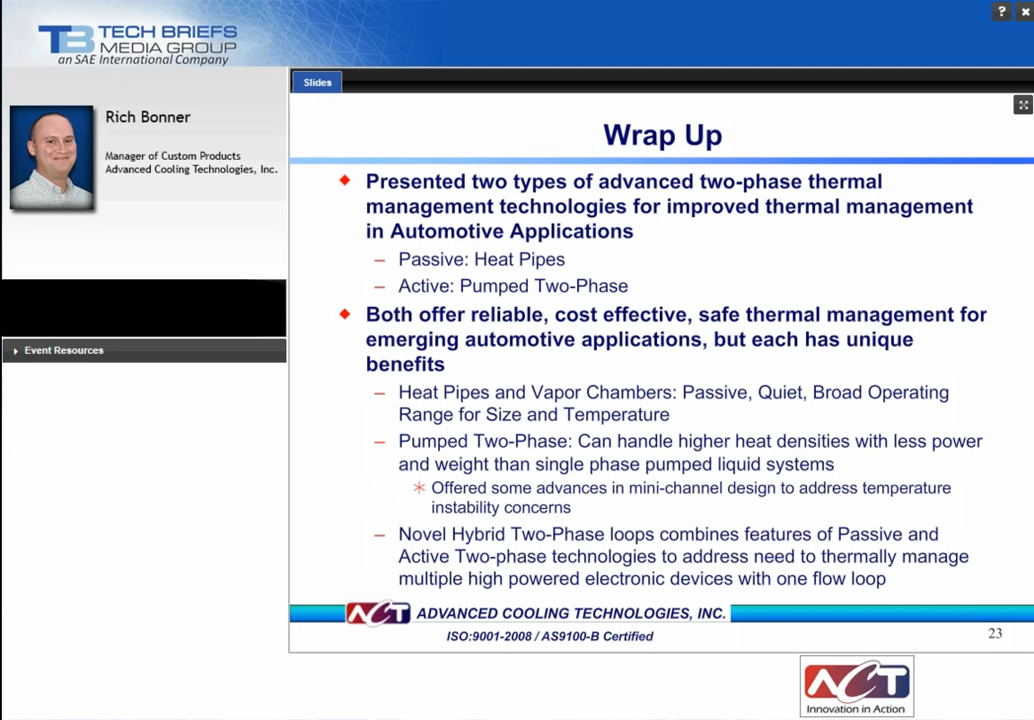 TB TECH BRIEFS
MEDIA GROUP
an SAE International Company
? ×
Slides
Rich Bonner
Manager of Custom Products
Advanced Cooling Technologies, Inc.
Event Resources
Wrap Up
Presented two types of advanced two-phase thermal
management technologies for improved thermal management
in Automotive Applications
– Passive: Heat Pipes
– Active: Pumped Two-Phase
Both offer reliable, cost effective, safe thermal management for
emerging automotive applications, but each has unique
benefits
– Heat Pipes and Vapor Chambers: Passive, Quiet, Broad Operating
Range for Size and Temperature
– Pumped Two-Phase: Can handle higher heat densities with less power
and weight than single phase pumped liquid systems
* Offered some advances in mini-channel design to address temperature
instability concerns
– Novel Hybrid Two-Phase loops combines features of Passive and
Active Two-phase technologies to address need to thermally manage
multiple high powered electronic devices with one flow loop
ACT ADVANCED COOLING TECHNOLOGIES, INC.
ISO:9001-2008 / AS9100-B Certified
23
ACT
Innovation in Action